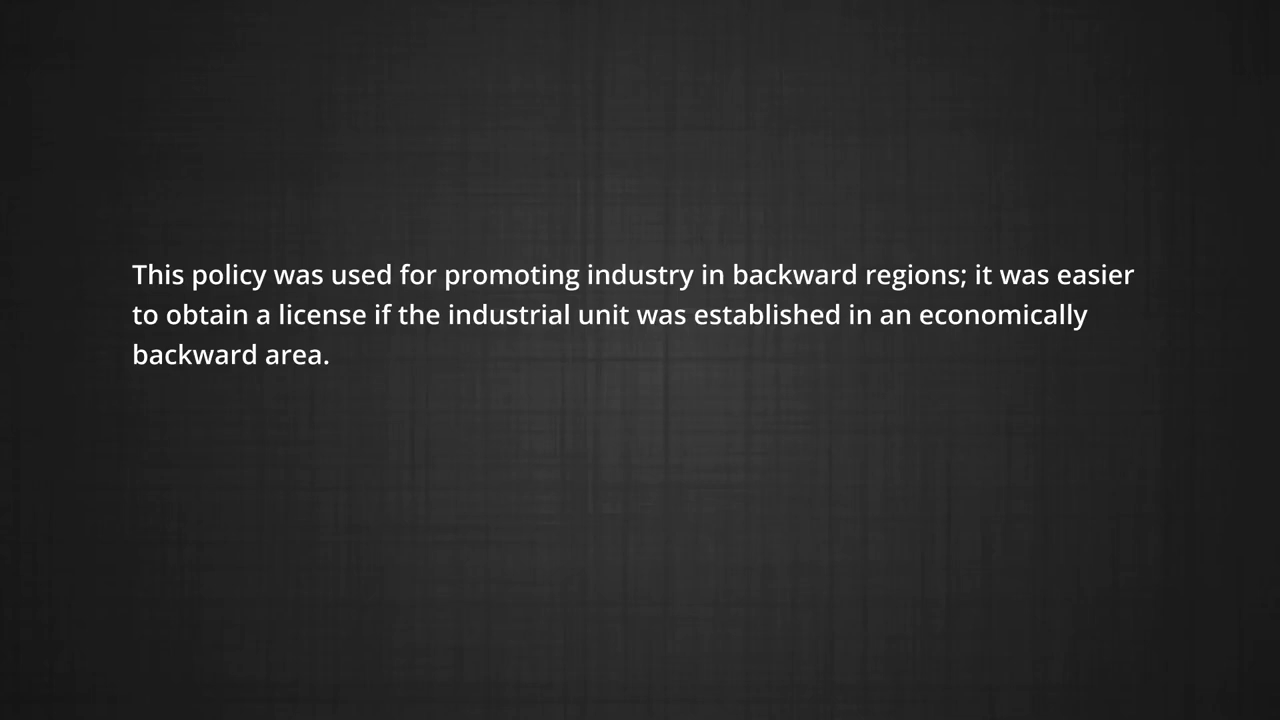 This policy was used for promoting industry in backward regions; it was easier
to obtain a license if the industrial unit was established in an economically
backward area.